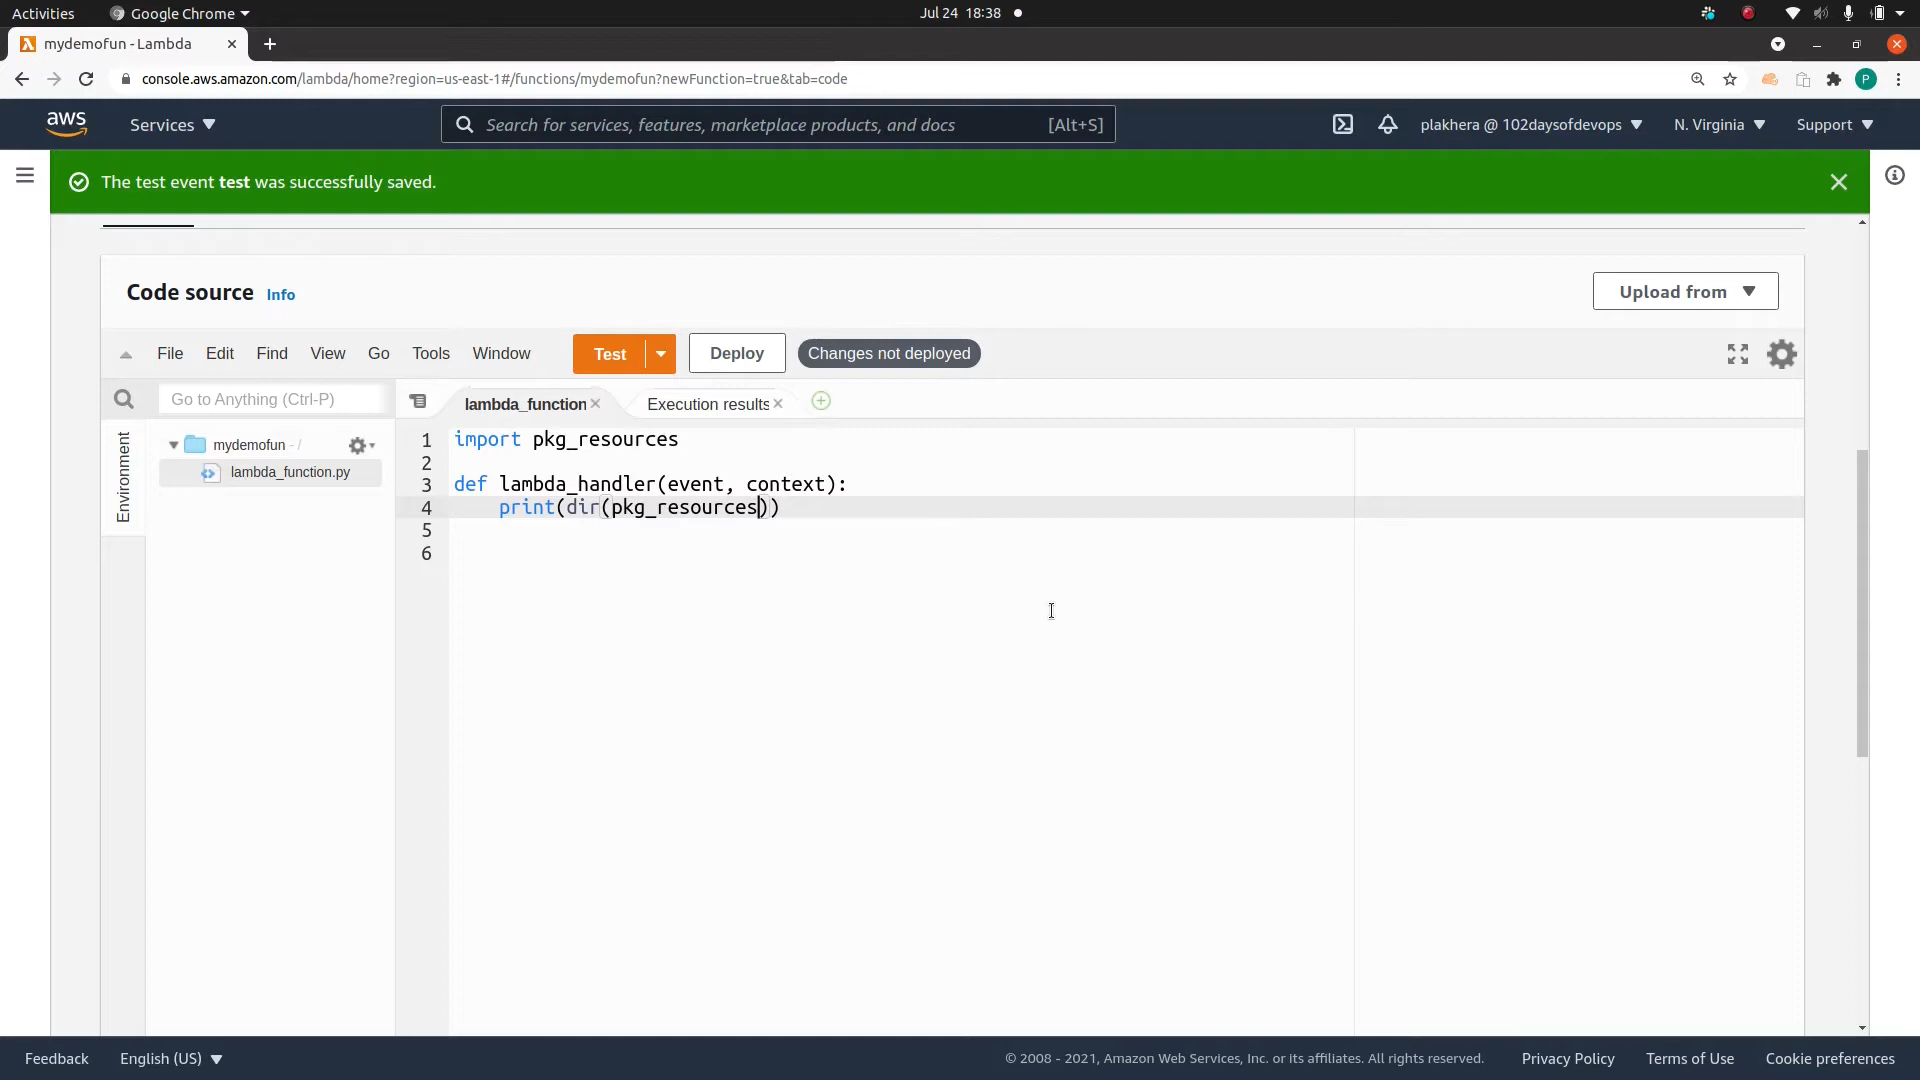 Activities
Google Chrome
Jul 24 18:38
mydemofun - Lambda
console.aws.amazon.com/lambda/home?region=us-east-1#/functions/mydemofun?newFunction=true&tab=code
P
aws
Services
Search for services, features, marketplace products, and docs
[Alt+S]
plakhera @ 102daysofdevops
N. Virginia
Support
The test event test was successfully saved.
Code source Info
Upload from
File Edit Find View Go Tools Window
Test
Deploy
Changes not deployed
Go to Anything (Ctrl-P)
lambda_function
Execution results
Environment
mydemofun - /
lambda_function.py
1 import pkg_resources
2
3 def lambda_handler(event, context):
4 print(dir(pkg_resources))
5
6
Feedback
English (US)
© 2008 - 2021, Amazon Web Services, Inc. or its affiliates. All rights reserved.
Privacy Policy
Terms of Use
Cookie preferences